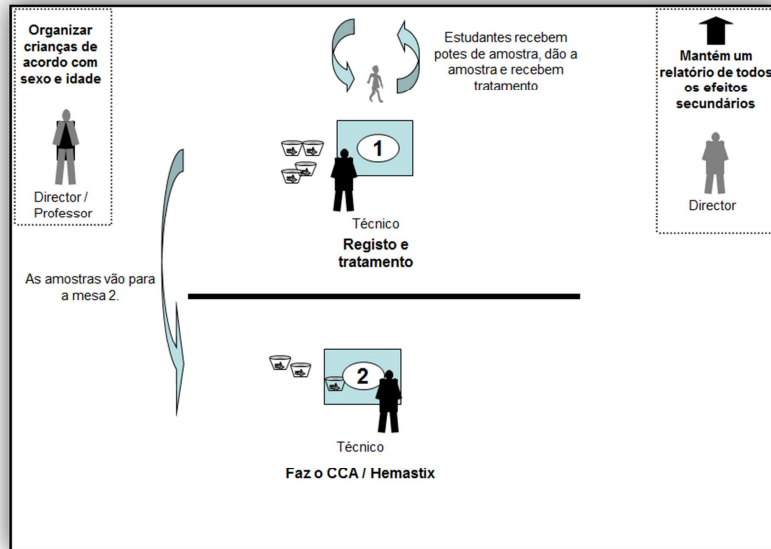 Organizar
crianças de
acordo com
sexo e idade
Director /
Professor
Estudantes recebem
potes de amostra, dão a
amostra e recebem
tratamento
Mantém um
relatório de todos
os efeitos
secundários
Director
1
Técnico
Registo e
tratamento
As amostras vão para
a mesa 2.
2
Técnico
Faz o CCA / Hemastix